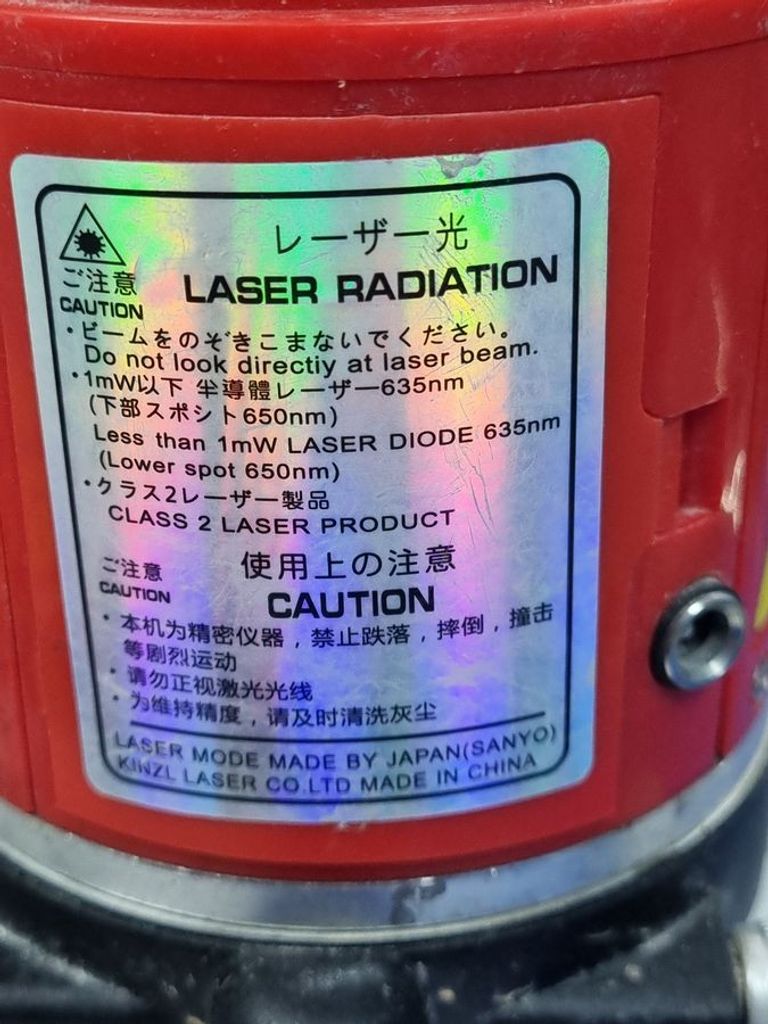 レーザー光
ご注意
CAUTION
LASER RADIATION
・ビームをのぞきこまないでください。
Do not look directiy at laser beam.
・1mW以下 半導體レーザー635nm
(下部スポシト650nm)
Less than 1mW LASER DIODE 635nm
(Lower spot 650nm)
・クラス2レーザー製品
CLASS 2 LASER PRODUCT
ご注意
CAUTION
使用上の注意
CAUTION
・本机为精密仪器，禁止跌落，摔倒，撞击
等剧烈运动
・请勿正视激光光线
・为维持精度，请及时清洗灰尘
LASER MODE MADE BY JAPAN(SANYO)
KINZL LASER CO.LTD MADE IN CHINA